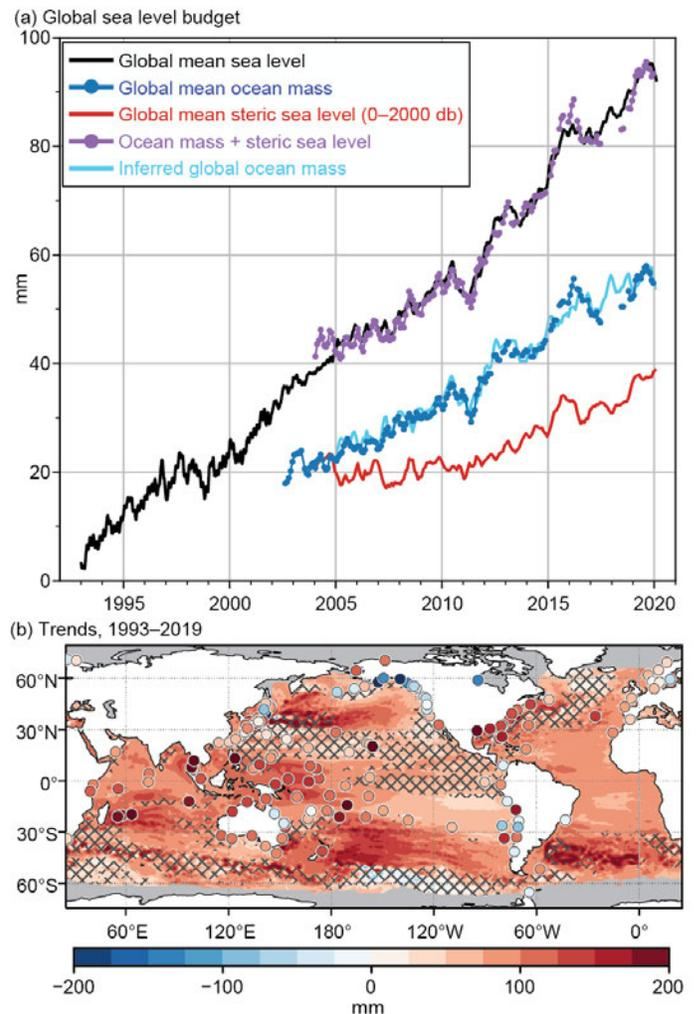 (a) Global sea level budget
100
80
60
40
20
0
mm
Global mean sea level
Global mean ocean mass
Global mean steric sea level (0–2000 db)
Ocean mass + steric sea level
Inferred global ocean mass
1995 2000 2005 2010 2015 2020
(b) Trends, 1993–2019
60°N
30°N
0°
30°S
60°S
60°E 120°E 180° 120°W 60°W 0°
−200 −100 0 100 200
mm